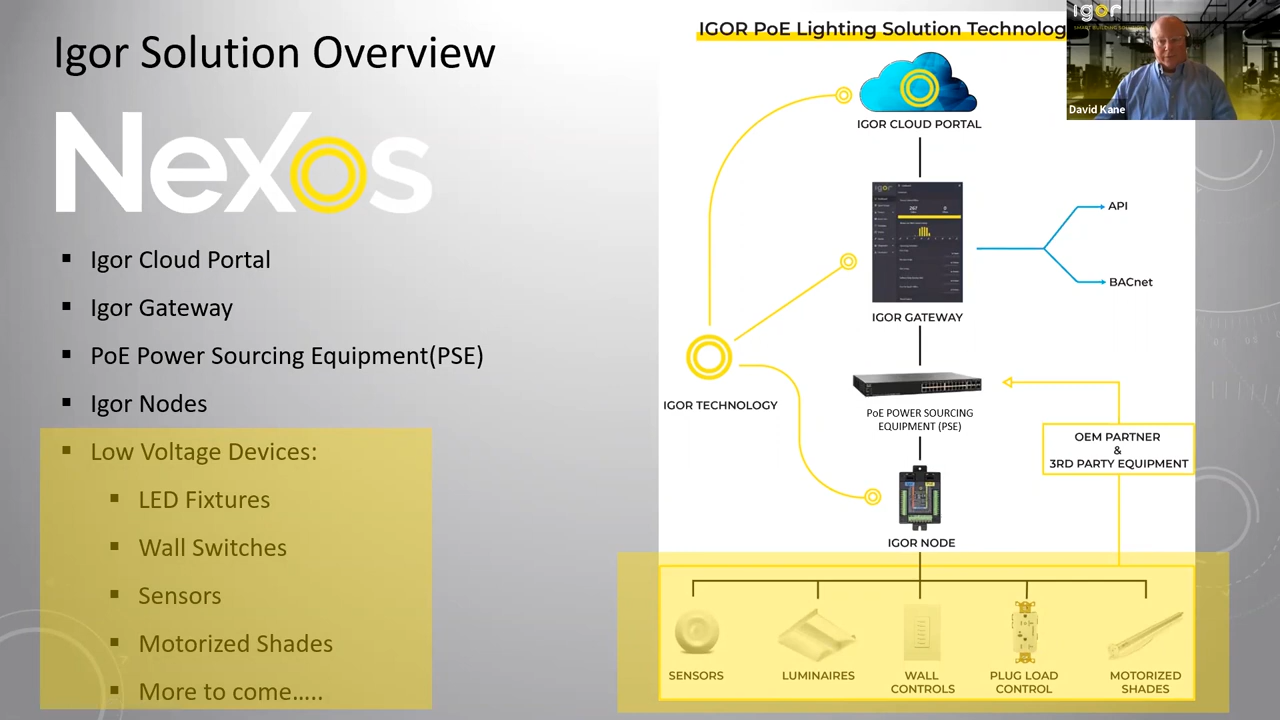 Igor Solution Overview
Nexos
Igor Cloud Portal
Igor Gateway
PoE Power Sourcing Equipment(PSE)
Igor Nodes
Low Voltage Devices:
LED Fixtures
Wall Switches
Sensors
Motorized Shades
More to come.....
IGOR PoE Lighting Solution Technolog
IGOR CLOUD PORTAL
igor
API
BACnet
IGOR GATEWAY
IGOR TECHNOLOGY
PoE POWER SOURCING
EQUIPMENT (PSE)
OEM PARTNER
&
3RD PARTY EQUIPMENT
IGOR NODE
SENSORS
LUMINAIRES
WALL
CONTROLS
PLUG LOAD
CONTROL
MOTORIZED
SHADES
igor
David Kane